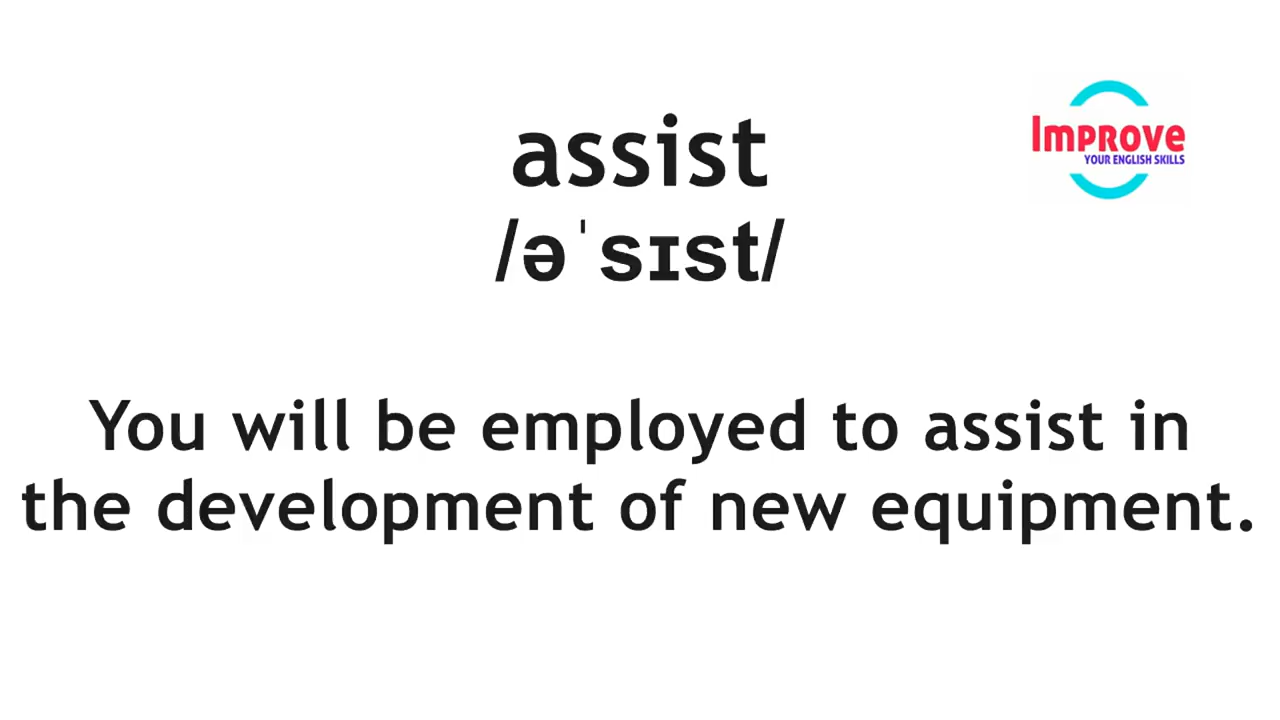 assist
/əˈsɪst/
Improve
YOUR ENGLISH SKILLS
You will be employed to assist in
the development of new equipment.